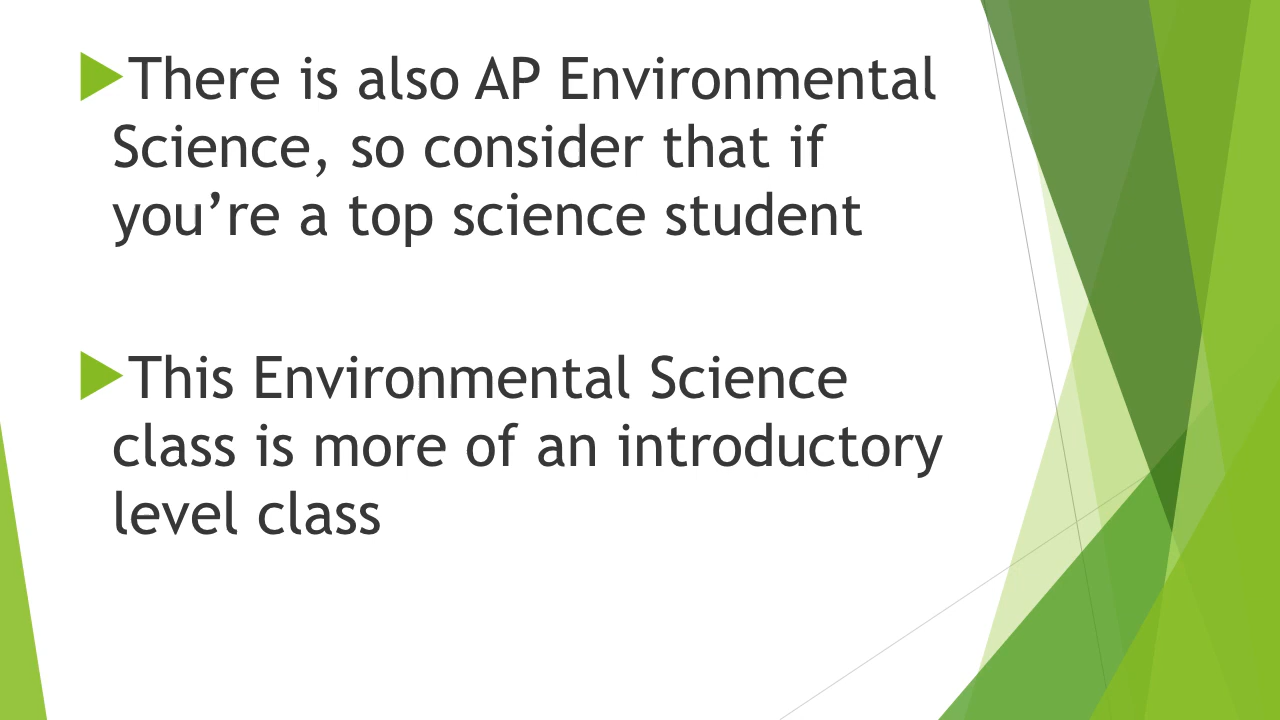 There is also AP Environmental
Science, so consider that if
you’re a top science student
This Environmental Science
class is more of an introductory
level class